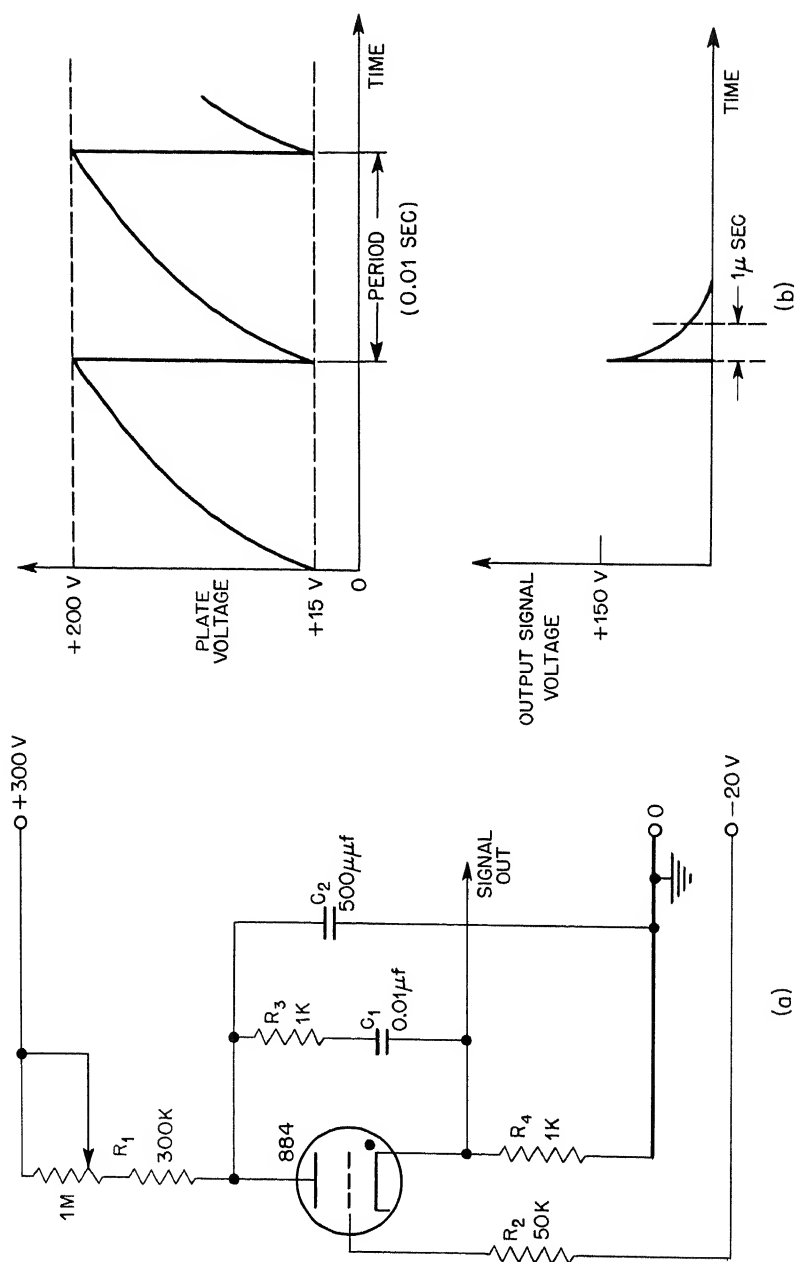 +300 V
1M
R1
300K
884
R3
1K
C1
0.01μf
C2
500μμf
SIGNAL
OUT
R4
1K
R2
50K
0
−20 V
(a)
+200 V
PLATE
VOLTAGE
+15 V
0
TIME
PERIOD
(0.01 SEC)
OUTPUT SIGNAL
VOLTAGE
+150 V
TIME
1μ SEC
(b)